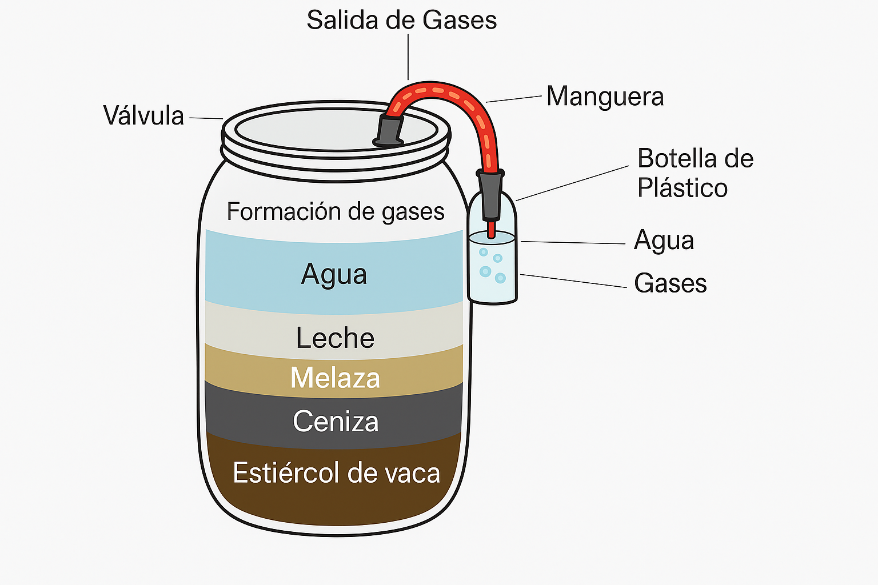 Salida de Gases
Válvula
Manguera
Botella de
Plástico
Formación de gases
Agua
Agua
Gases
Leche
Melaza
Ceniza
Estiércol de vaca